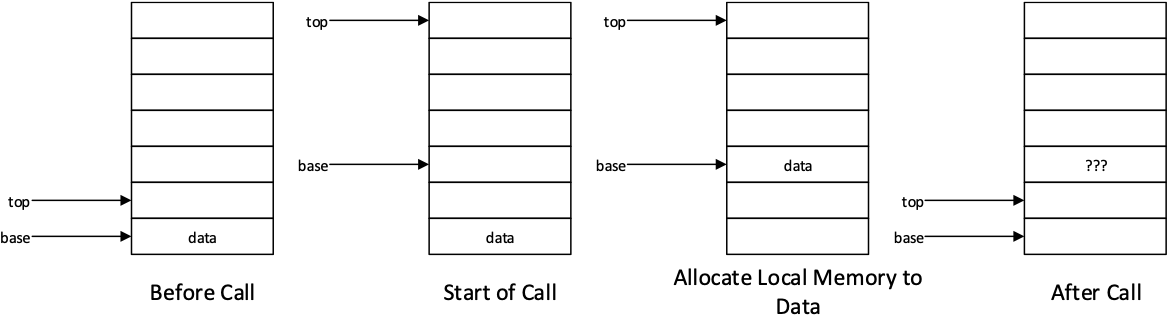 top
base
data
Before Call
top
base
data
Start of Call
top
base
data
Allocate Local Memory to
Data
???
top
base
After Call